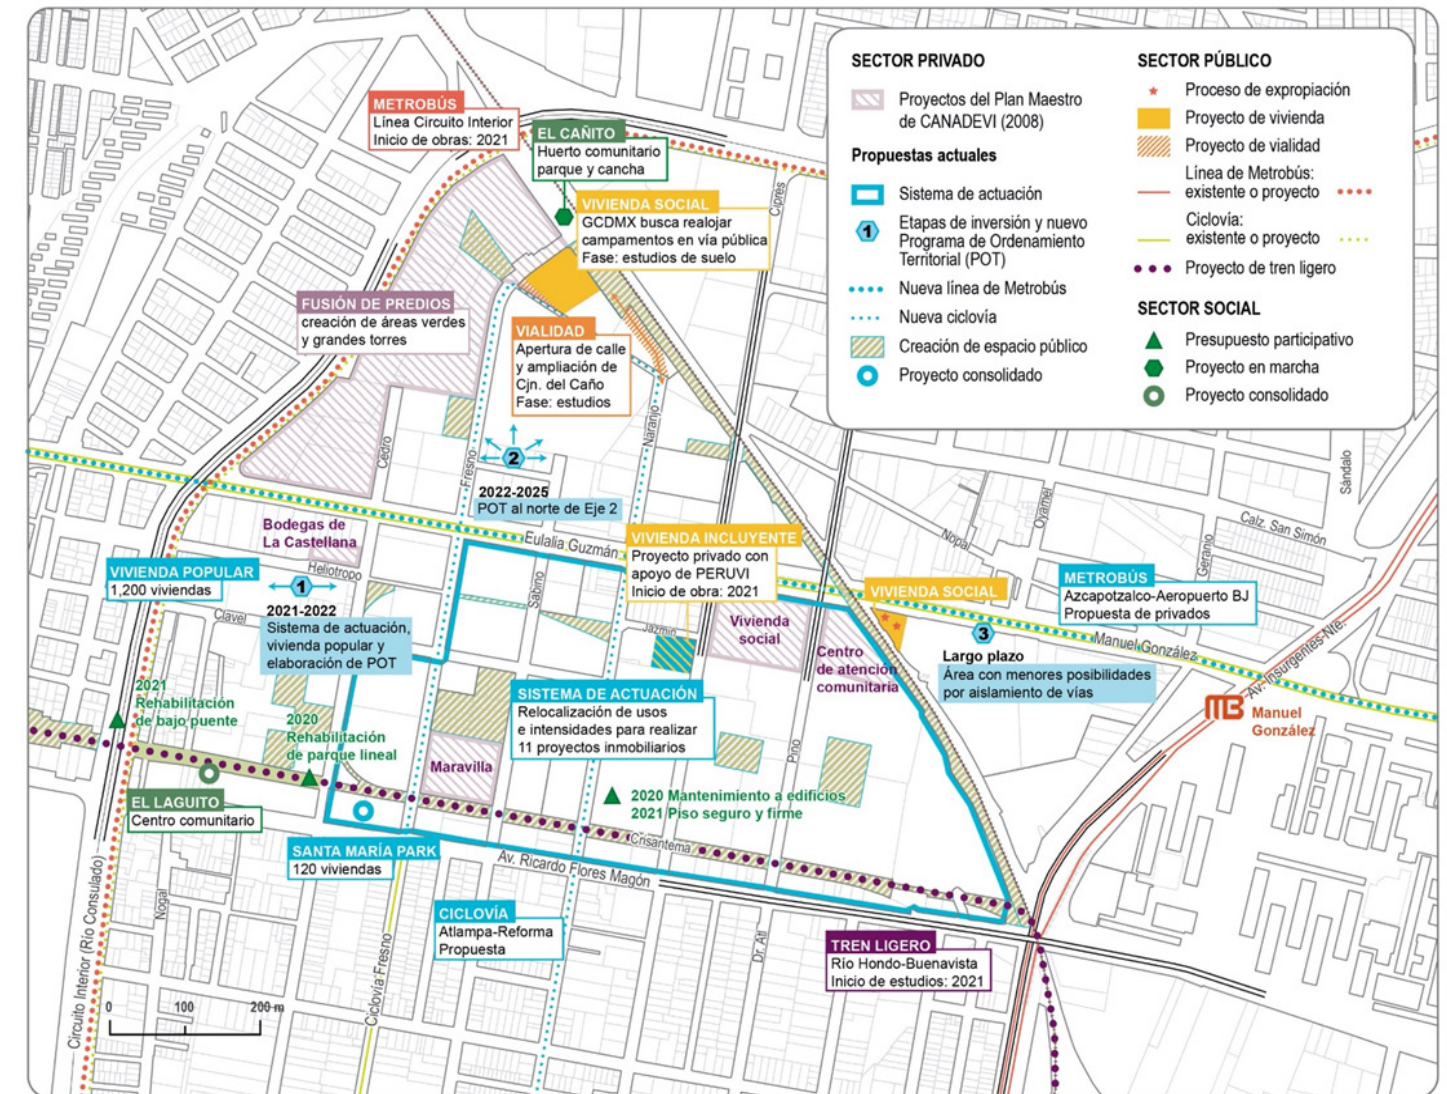 SECTOR PRIVADO
Proyectos del Plan Maestro
de CANADEVI (2008)
Propuestas actuales
Sistema de actuación
1
Etapas de inversión y nuevo
Programa de Ordenamiento
Territorial (POT)
Nueva línea de Metrobús
Nueva ciclovía
Creación de espacio público
Proyecto consolidado
SECTOR PÚBLICO
Proceso de expropiación
Proyecto de vivienda
Proyecto de vialidad
Línea de Metrobús:
existente o proyecto
Ciclovía:
existente o proyecto
Proyecto de tren ligero
SECTOR SOCIAL
Presupuesto participativo
Proyecto en marcha
Proyecto consolidado
METROBÚS
Línea Circuito Interior
Inicio de obras: 2021
EL CAÑITO
Huerto comunitario
parque y cancha
VIVIENDA SOCIAL
GCDMX busca realojar
campamentos en vía pública
Fase: estudios de suelo
Ciprés
FUSIÓN DE PREDIOS
creación de áreas verdes
y grandes torres
VIALIDAD
Apertura de calle
y ampliación de
Cjn. del Caño
Fase: estudios
Cedro
Fresno
Naranjo
2
2022-2025
POT al norte de Eje 2
Sándalo
Oyamel
Calz. San Simón
Nopal
Geranio
Bodegas de
La Castellana
Heliotropo
Eulalia Guzmán
VIVIENDA INCLUYENTE
Proyecto privado con
apoyo de PERUVI
Inicio de obra: 2021
VIVIENDA POPULAR
1,200 viviendas
1
2021-2022
Sistema de actuación,
vivienda popular y
elaboración de POT
Clavel
Sabino
Jazmín
Vivienda
social
VIVIENDA SOCIAL
METROBÚS
Azcapotzalco-Aeropuerto BJ
Propuesta de privados
3
Largo plazo
Área con menores posibilidades
por aislamiento de vías
Manuel González
Av. Insurgentes Nte.
Centro
de atención
comunitaria
Manuel
González
2021
Rehabilitación
de bajo puente
2020
Rehabilitación
de parque lineal
SISTEMA DE ACTUACIÓN
Relocalización de usos
e intensidades para realizar
11 proyectos inmobiliarios
Maravilla
Pino
EL LAGUITO
Centro comunitario
2020 Mantenimiento a edificios
2021 Piso seguro y firme
Crisantema
SANTA MARÍA PARK
120 viviendas
Av. Ricardo Flores Magón
Nogal
CICLOVÍA
Atlampa-Reforma
Propuesta
Dr. Atl
TREN LIGERO
Río Hondo-Buenavista
Inicio de estudios: 2021
Circuito Interior (Río Consulado)
Ciclovía Fresno
0 100 200 m